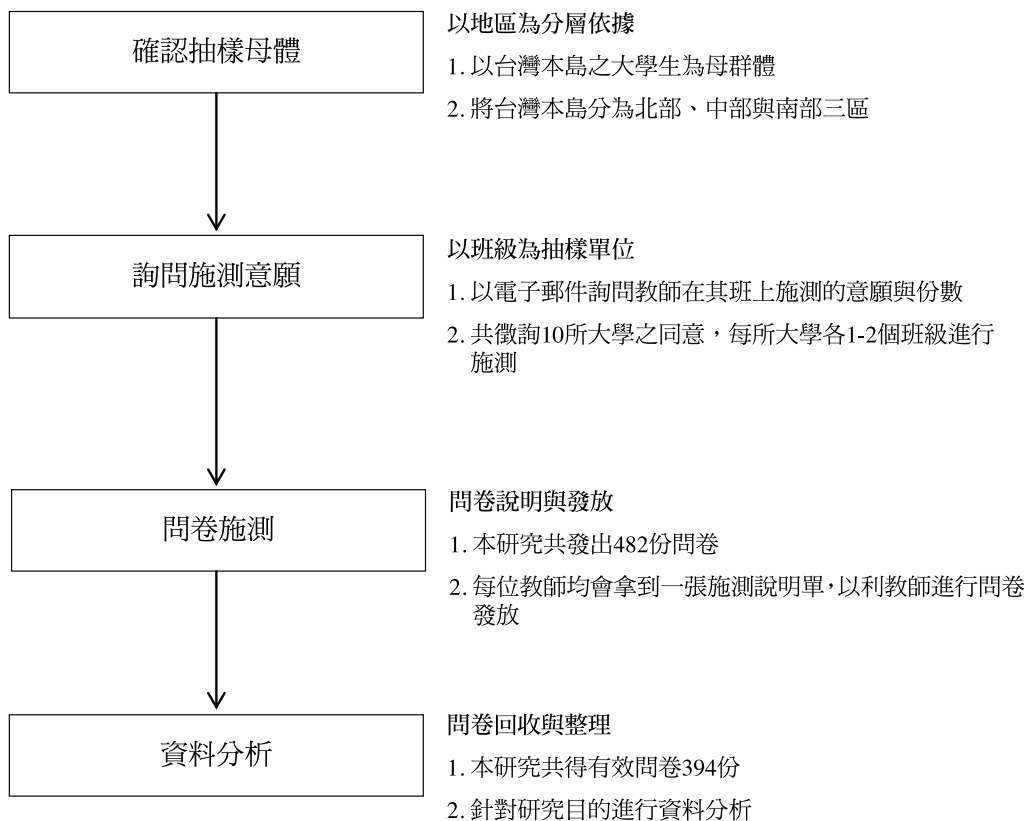 確認抽樣母體
以地區為分層依據
1. 以台灣本島之大學生為母群體
2. 將台灣本島分為北部、中部與南部三區
詢問施測意願
以班級為抽樣單位
1. 以電子郵件詢問教師在其班上施測的意願與份數
2. 共徵詢10所大學之同意，每所大學各1-2個班級進行
施測
問卷施測
問卷說明與發放
1. 本研究共發出482份問卷
2. 每位教師均會拿到一張施測說明單，以利教師進行問卷
發放
資料分析
問卷回收與整理
1. 本研究共得有效問卷394份
2. 針對研究目的進行資料分析